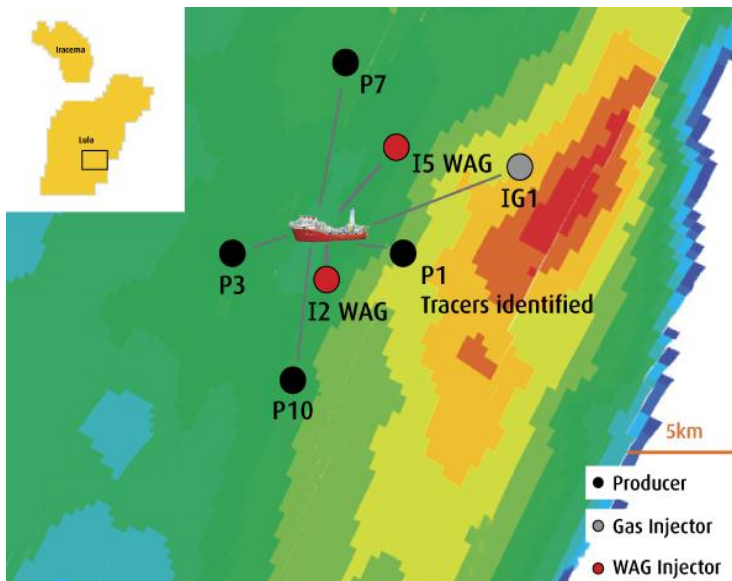 Iracema
Lula
P7
I5 WAG
IG1
P3
P1
Tracers identified
I2 WAG
P10
5km
Producer
Gas Injector
WAG Injector